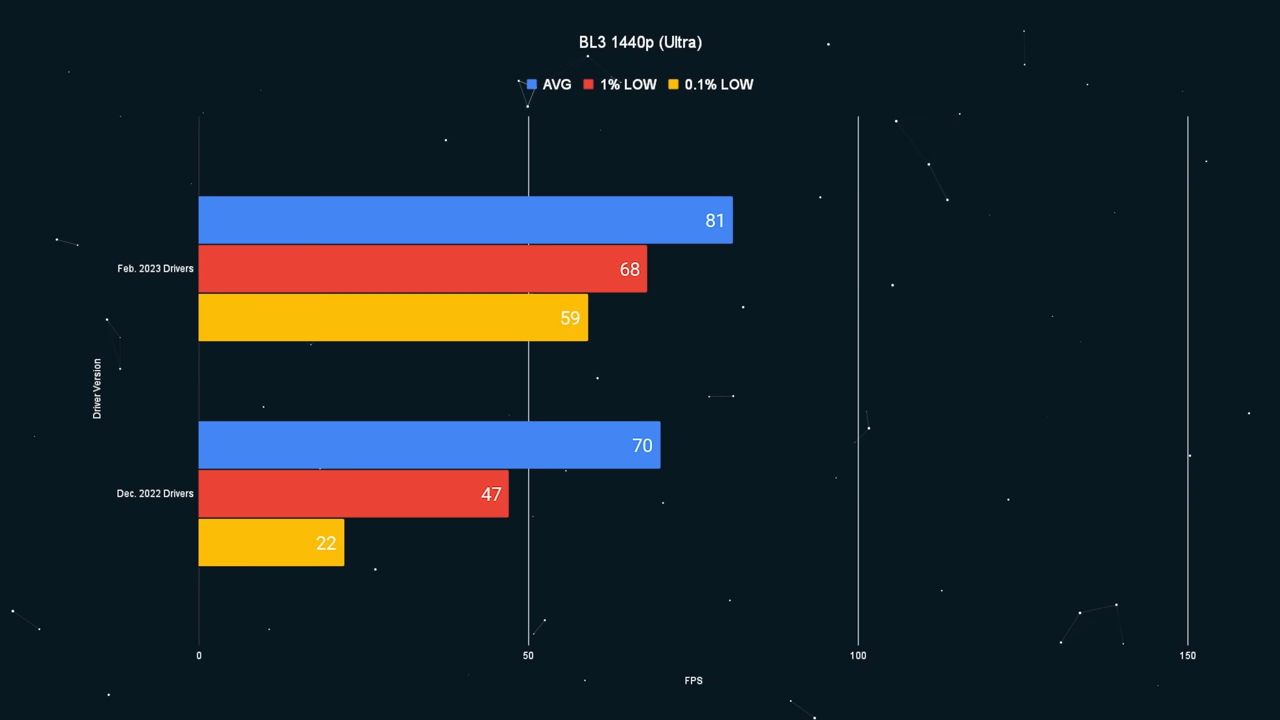 BL3 1440p (Ultra)
AVG 1% LOW 0.1% LOW
81
Feb. 2023 Drivers 68
59
Driver Version
70
Dec. 2022 Drivers 47
22
0 50 100 150
FPS